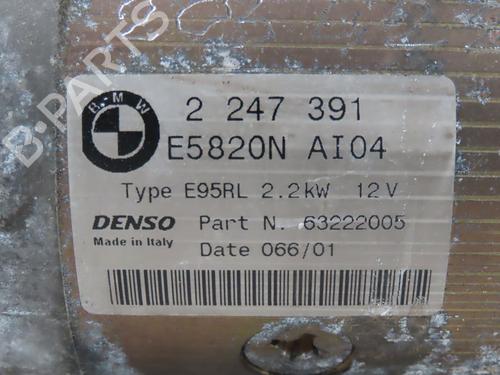 B-PARTS
BMW
2 247 391
E5820N AI04
Type E95RL 2.2kW 12V
DENSO Part N. 63222005
Made in Italy
Date 066/01